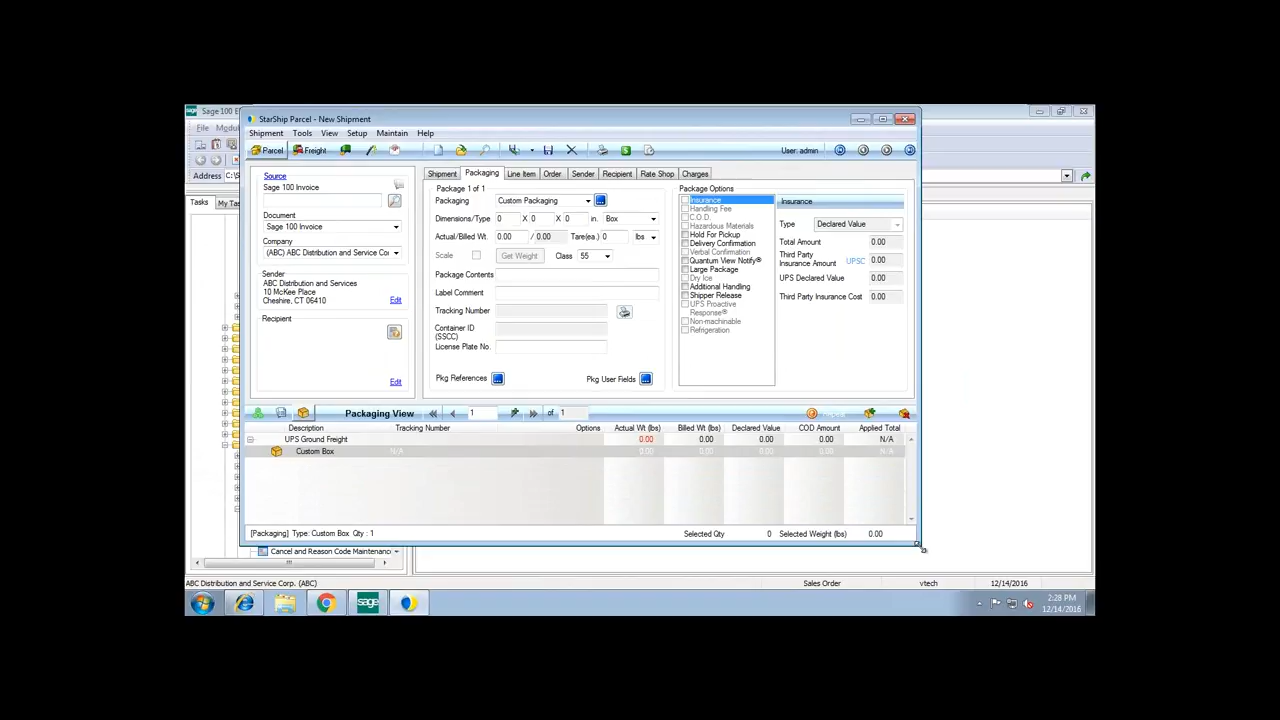 sage Sage 100 E
StarShip Parcel - New Shipment
File Modu
Shipment Tools View Setup Maintain Help
Parcel Freight User: admin
Address C:\S
Tasks My Ta
Source
Sage 100 Invoice
Document
Sage 100 Invoice
Company
(ABC) ABC Distribution and Service Cor
Sender
ABC Distribution and Services
10 McKee Place
Cheshire, CT 06410
Edit
Recipient
Edit
Shipment Packaging Line Item Order Sender Recipient Rate Shop Charges
Package 1 of 1
Packaging Custom Packaging
Dimensions/Type 0 X 0 X 0 in. Box
Actual/Billed Wt. 0.00 / 0.00 Tare(ea.) 0 lbs
Scale Get Weight Class 55
Package Contents
Label Comment
Tracking Number
Container ID
(SSCC)
License Plate No.
Pkg References Pkg User Fields
Package Options
Insurance
Handling Fee
C.O.D.
Hazardous Materials
Hold For Pickup
Delivery Confirmation
Verbal Confirmation
Quantum View Notify®
Large Package
Dry Ice
Additional Handling
Shipper Release
UPS Proactive
Response®
Non-machinable
Refrigeration
Insurance
Type Declared Value
Total Amount 0.00
Third Party
Insurance Amount UPSC 0.00
UPS Declared Value 0.00
Third Party Insurance Cost 0.00
Packaging View 1 of 1 Repeat
Description Tracking Number Options Actual Wt (lbs) Billed Wt (lbs) Declared Value COD Amount Applied Total
UPS Ground Freight 0.00 0.00 0.00 0.00 N/A
Custom Box N/A 0.00 0.00 0.00 0.00 N/A
[Packaging] Type: Custom Box Qty : 1 Selected Qty 0 Selected Weight (lbs) 0.00
Cancel and Reason Code Maintenanc
ABC Distribution and Service Corp. (ABC) Sales Order vtech 12/14/2016
sage
2:28 PM
12/14/2016